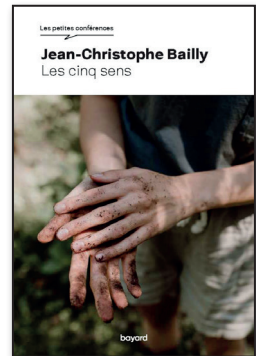 Les petites conférences
Jean-Christophe Bailly
Les cinq sens
bayard